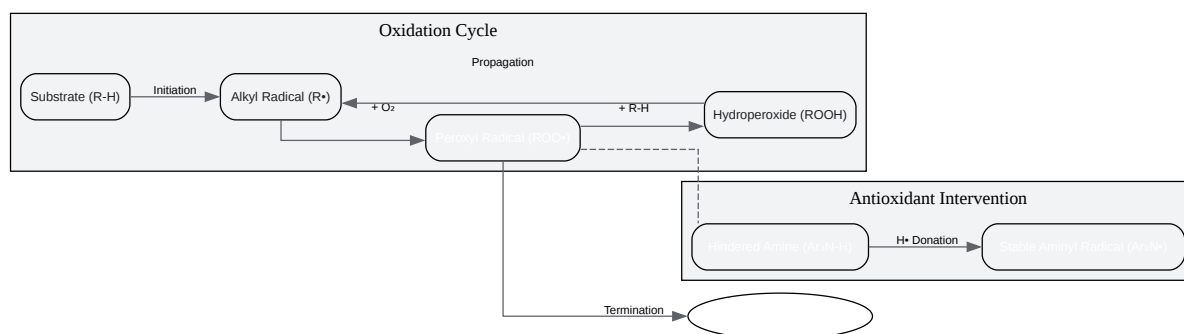 Oxidation Cycle
Propagation
Substrate (R-H)
Initiation
Alkyl Radical (R•)
+ O₂
+ R-H
Hydroperoxide (ROOH)
Peroxyl Radical (ROO•)
Antioxidant Intervention
Hindered Amine (Ar₂N-H)
H• Donation
Stable Aminyl Radical (Ar₂N•)
Termination